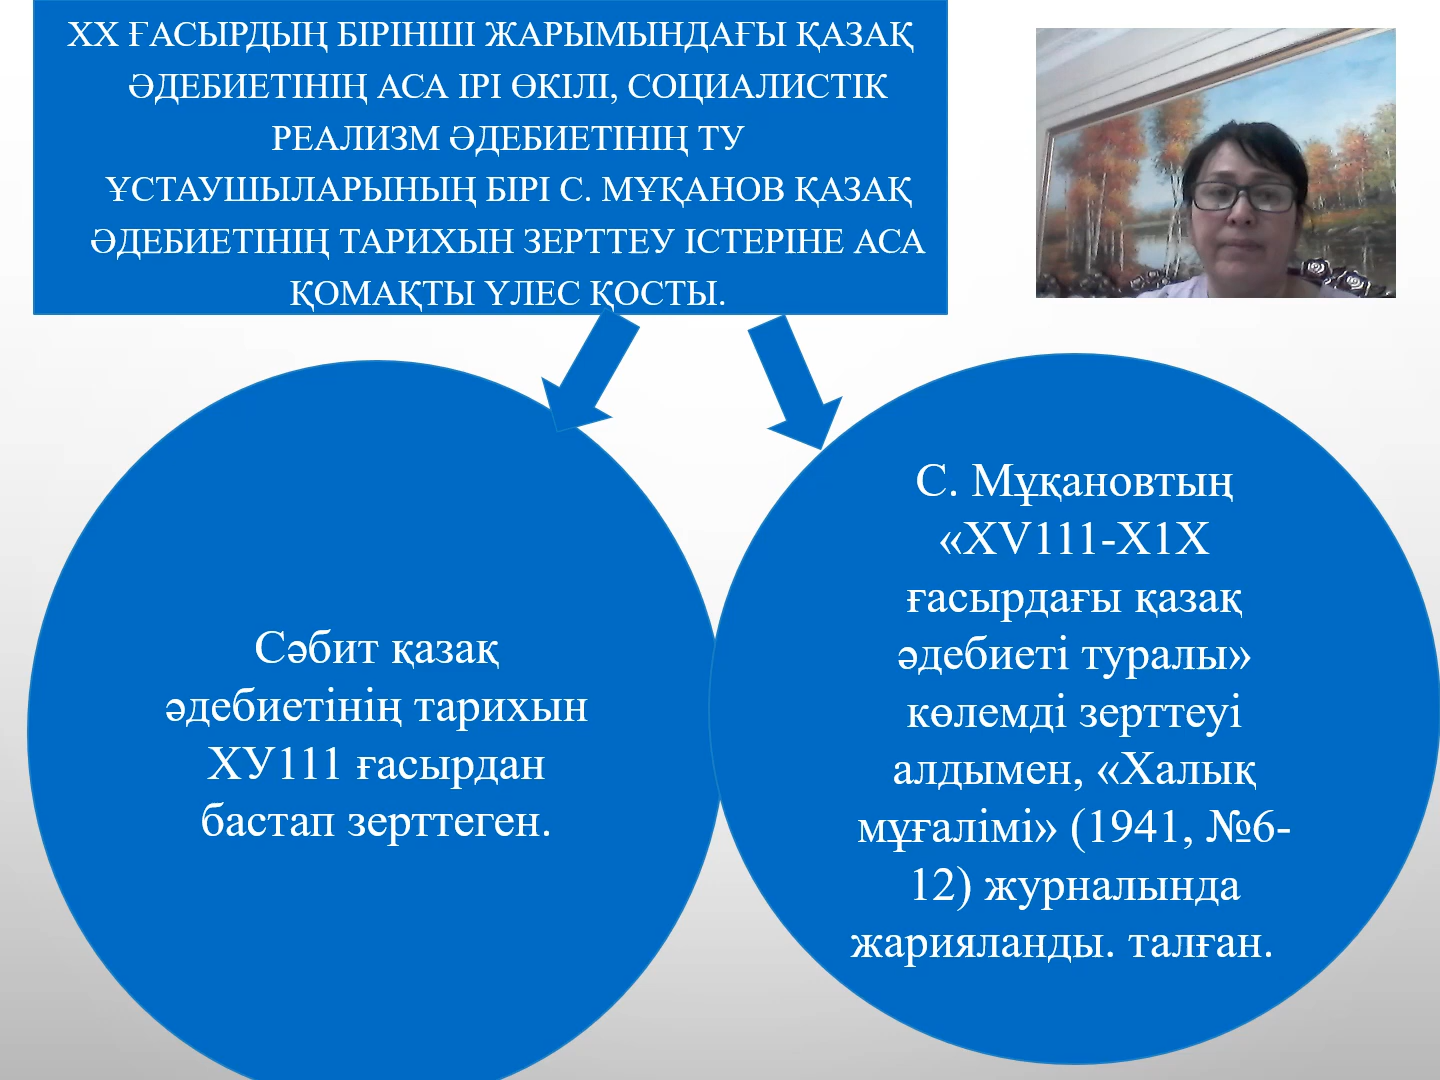 ХХ ҒАСЫРДЫҢ БІРІНШІ ЖАРЫМЫНДАҒЫ ҚАЗАҚ
ӘДЕБИЕТІНІҢ АСА ІРІ ӨКІЛІ, СОЦИАЛИСТІК
РЕАЛИЗМ ӘДЕБИЕТІНІҢ ТУ
ҰСТАУШЫЛАРЫНЫҢ БІРІ С. МҰҚАНОВ ҚАЗАҚ
ӘДЕБИЕТІНІҢ ТАРИХЫН ЗЕРТТЕУ ІСТЕРІНЕ АСА
ҚОМАҚТЫ ҮЛЕС ҚОСТЫ.
Сәбит қазақ
әдебиетінің тарихын
ХУ111 ғасырдан
бастап зерттеген.
С. Мұқановтың
«XV111-X1X
ғасырдағы қазақ
әдебиеті туралы»
көлемді зерттеуі
алдымен, «Халық
мұғалімі» (1941, №6-
12) журналында
жарияланды. талған.